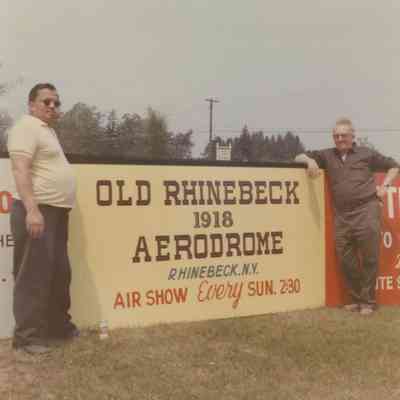 OLD RHINEBECK
1918
AERODROME
RHINEBECK. N.Y.
AIR SHOW Every SUN. 2:30